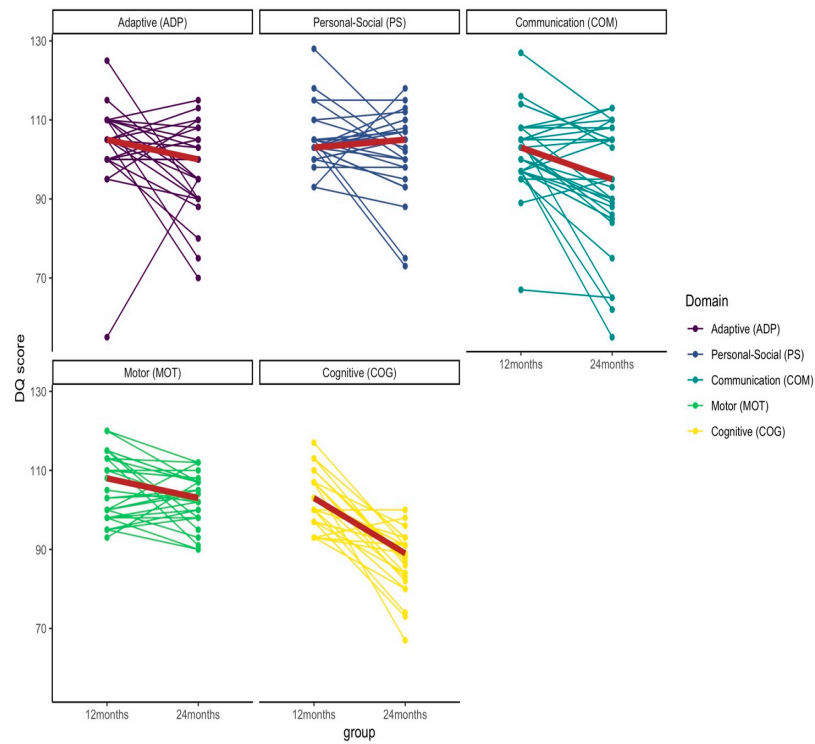 Adaptive (ADP)
Personal-Social (PS)
Communication (COM)
130
110
90
70
12months
24months
DQ score
Motor (MOT)
Cognitive (COG)
130
110
90
70
12months
24months
12months
24months
group
Domain
Adaptive (ADP)
Personal-Social (PS)
Communication (COM)
Motor (MOT)
Cognitive (COG)